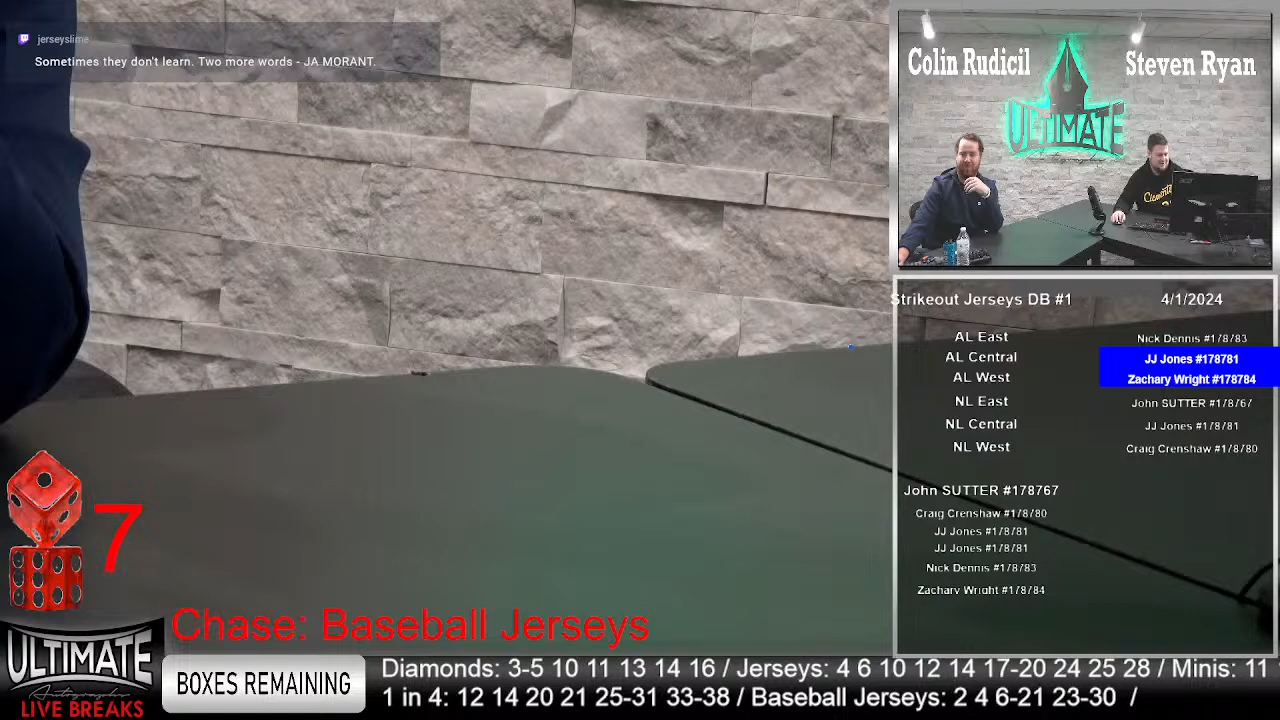 jerseyslime
Sometimes they don't learn. Two more words - JA MORANT.
Colin Rudicil
Steven Ryan
ULTIMATE
Strikeout Jerseys DB #1 4/1/2024
AL East Nick Dennis #178783
AL Central JJ Jones #178781
AL West Zachary Wright #178784
NL East John SUTTER #178767
NL Central JJ Jones #178781
NL West Craig Crenshaw #178780
John SUTTER #178767
Craig Crenshaw #178780
JJ Jones #178781
JJ Jones #178781
Nick Dennis #178783
Zachary Wright #178784
7
Chase: Baseball Jerseys
ULTIMATE
Autographs
LIVE BREAKS
BOXES REMAINING
Diamonds: 3-5 10 11 13 14 16 / Jerseys: 4 6 10 12 14 17-20 24 25 28 / Minis: 11
1 in 4: 12 14 20 21 25-31 33-38 / Baseball Jerseys: 2 4 6-21 23-30 /